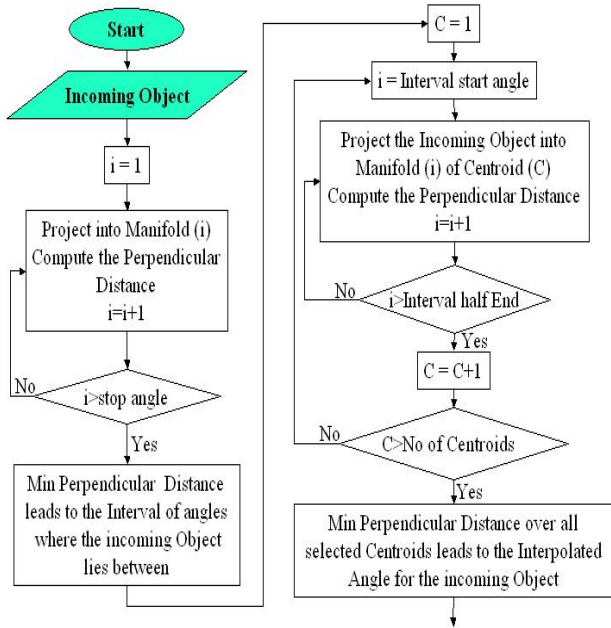 Start
Incoming Object
i = 1
Project into Manifold (i)
Compute the Perpendicular
Distance
i=i+1
No
i>stop angle
Yes
Min Perpendicular Distance
leads to the Interval of angles
where the incoming Object
lies between
C = 1
i = Interval start angle
Project the Incoming Object into
Manifold (i) of Centroid (C)
Compute the Perpendicular Distance
i=i+1
No
i>Interval half End
Yes
C = C+1
No
C>No of Centroids
Yes
Min Perpendicular Distance over all
selected Centroids leads to the Interpolated
Angle for the incoming Object